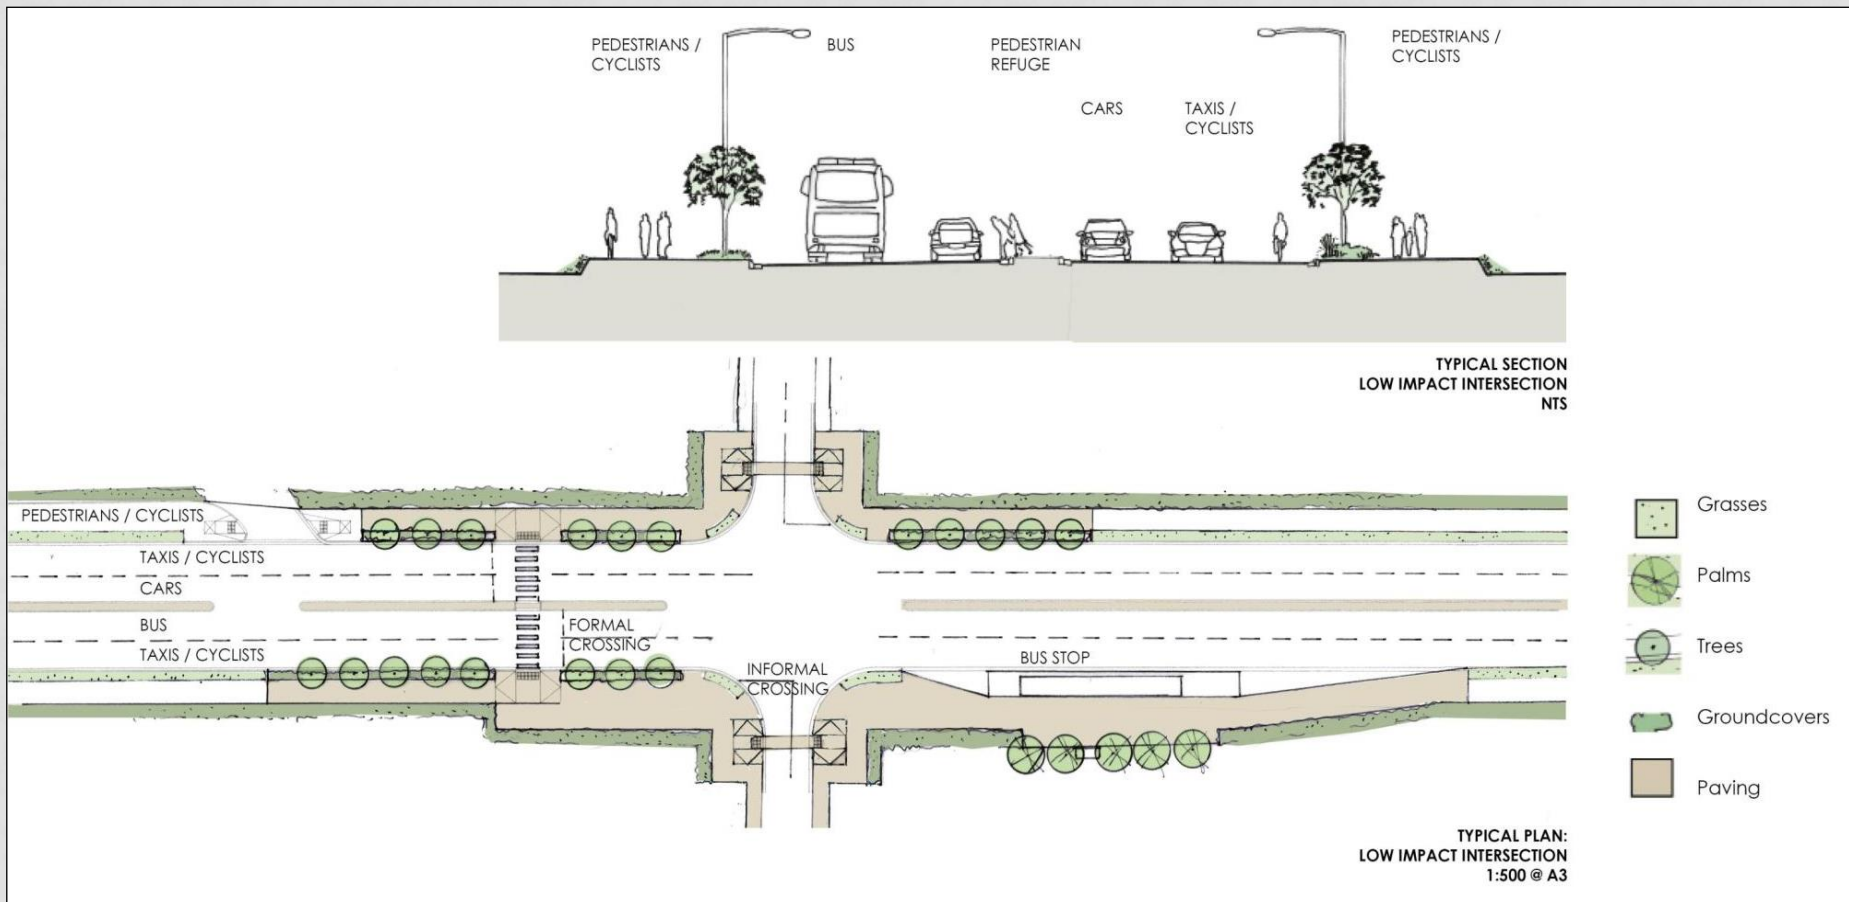 PEDESTRIANS /
CYCLISTS
BUS
PEDESTRIAN
REFUGE
CARS
TAXIS /
CYCLISTS
PEDESTRIANS /
CYCLISTS
TYPICAL SECTION
LOW IMPACT INTERSECTION
NTS
PEDESTRIANS / CYCLISTS
TAXIS / CYCLISTS
CARS
BUS
TAXIS / CYCLISTS
FORMAL
CROSSING
INFORMAL
CROSSING
BUS STOP
Grasses
Palms
Trees
Groundcovers
Paving
TYPICAL PLAN:
LOW IMPACT INTERSECTION
1:500 @ A3